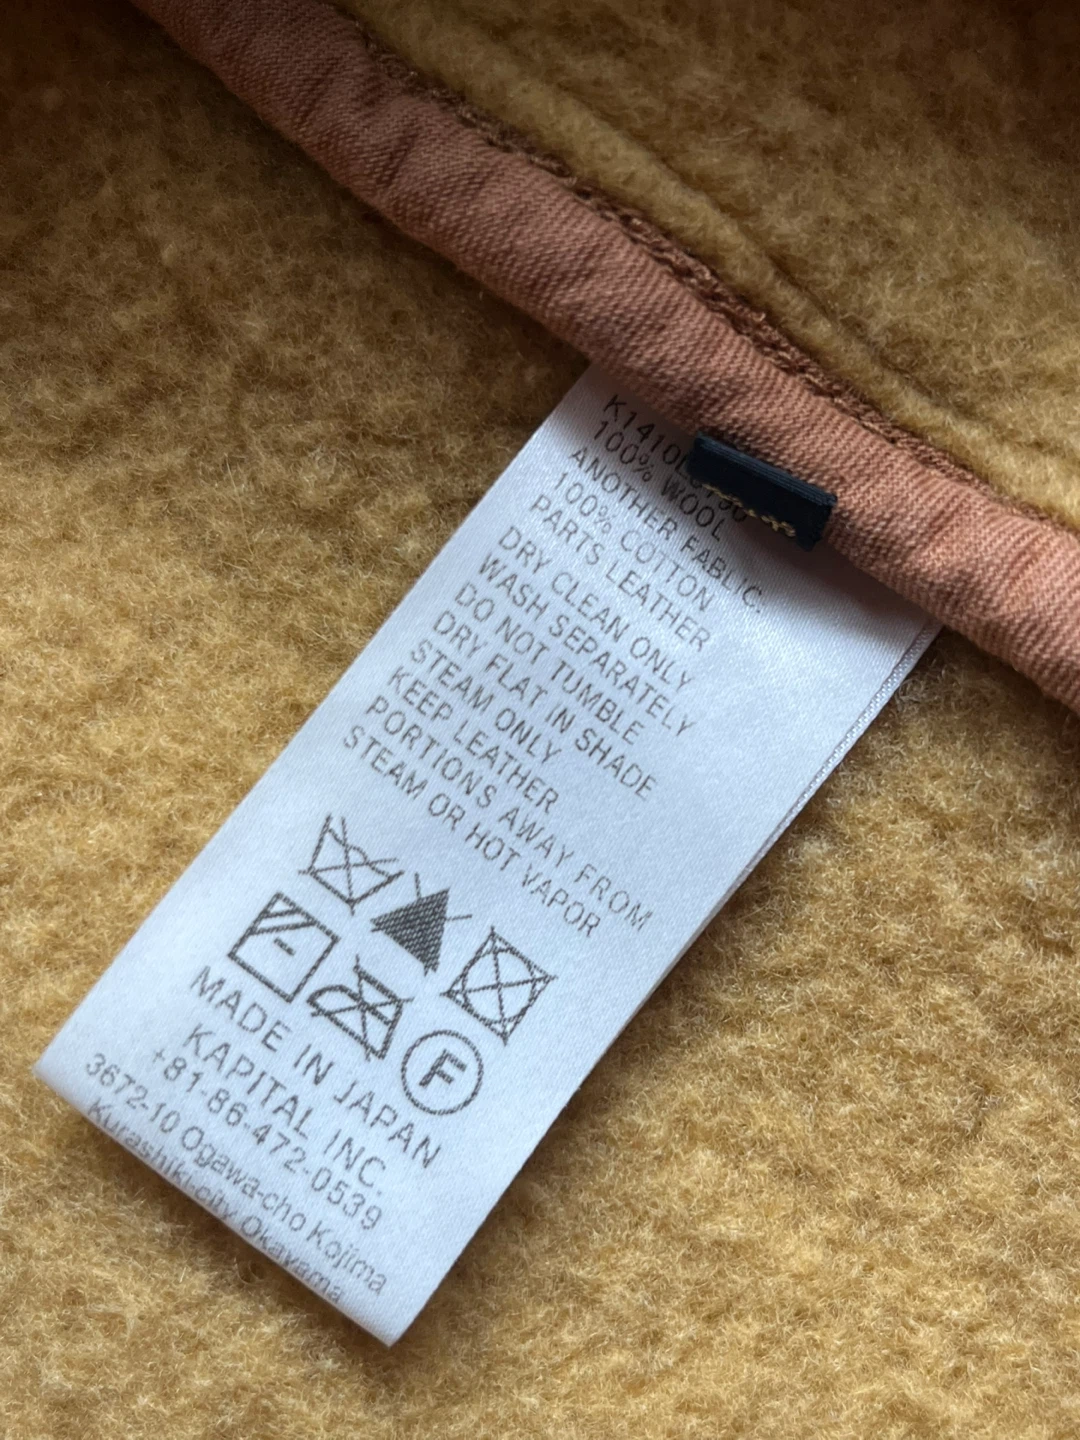 100% WOOL
ANOTHER FABLIC.
100% COTTON
PARTS LEATHER
DRY CLEAN ONLY
WASH SEPARATELY
DO NOT TUMBLE
DRY FLAT IN SHADE
STEAM ONLY
KEEP LEATHER
PORTIONS AWAY FROM
STEAM OR HOT VAPOR
F
MADE IN JAPAN
KAPITAL INC.
+81-86-472-0539
3672-10 Ogawa-cho Kojima
Kurashiki-city Okayama